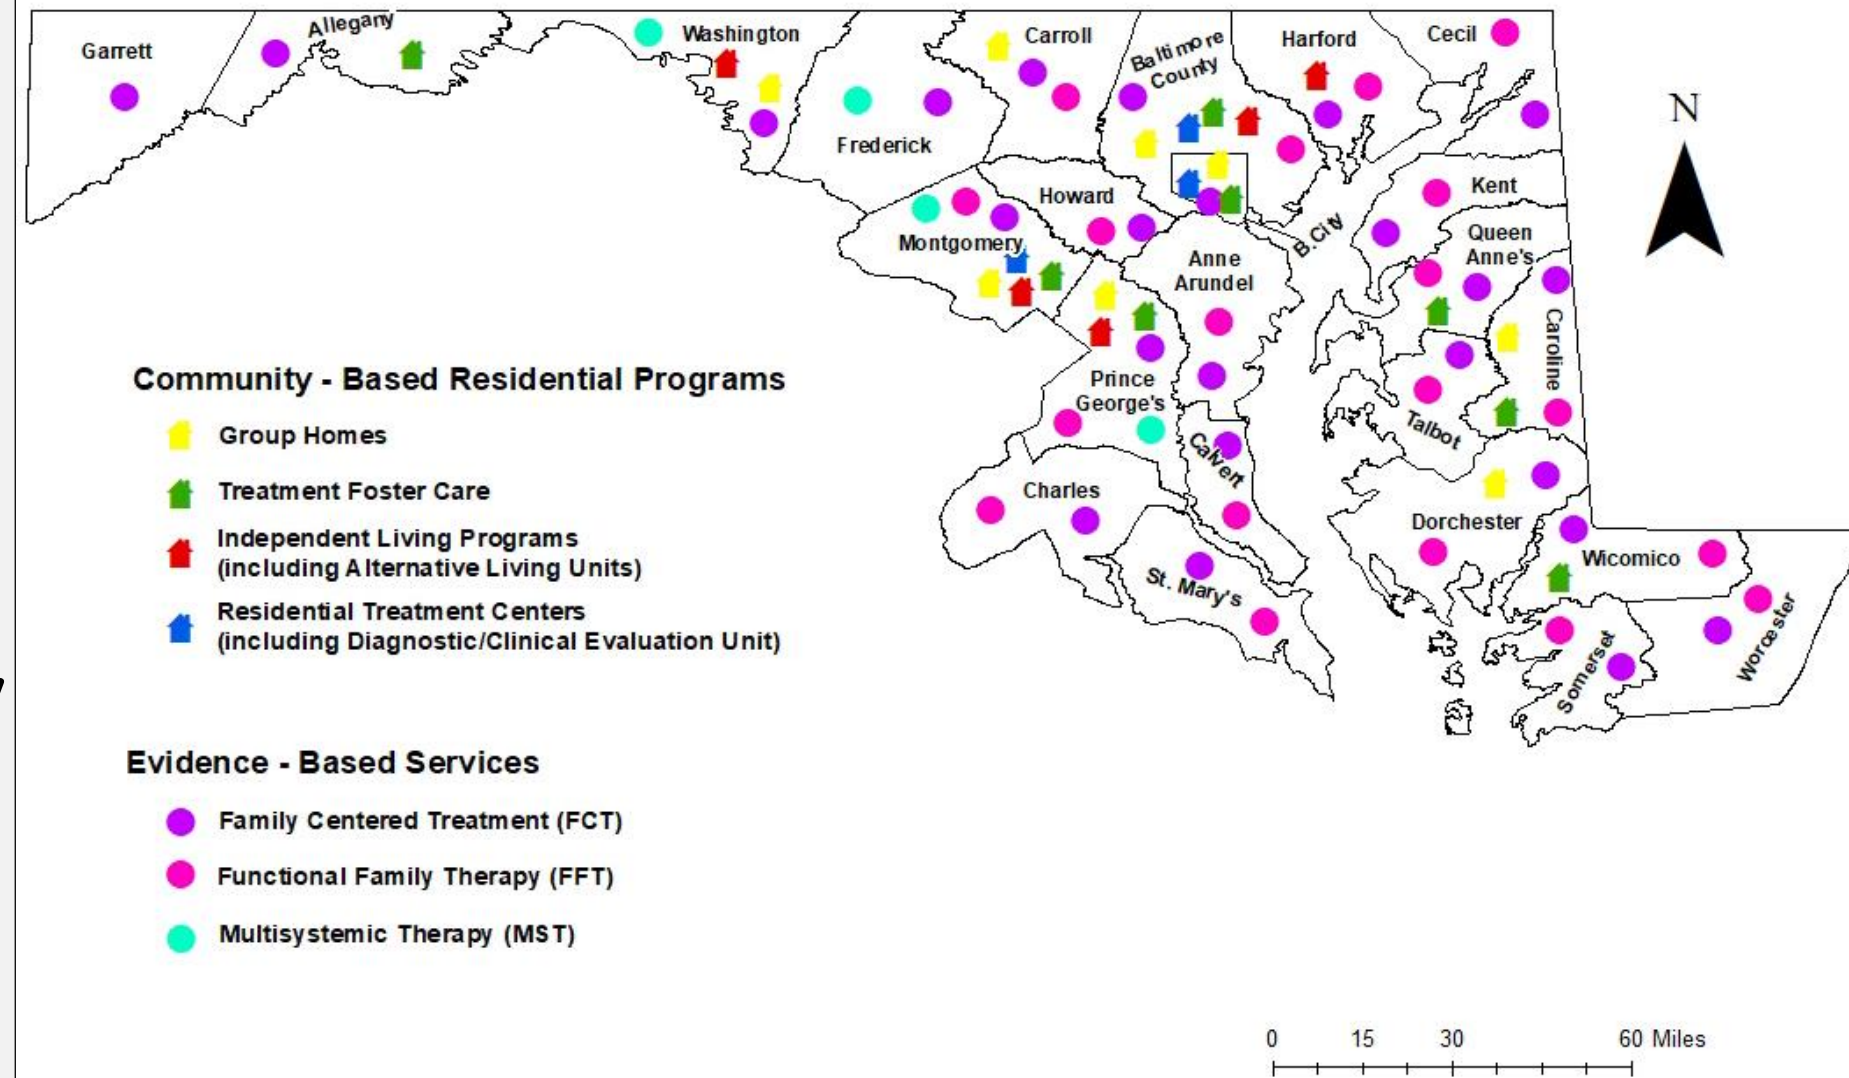 Garrett
Allegany
Washington
Frederick
Carroll
Baltimore
County
Harford
Cecil
N
Howard
Montgomery
B.City
Kent
Queen
Anne's
Anne
Arundel
Caroline
Prince
George's
Talbot
Calvert
Charles
St. Mary's
Dorchester
Wicomico
Somerset
Worcester
Community - Based Residential Programs
Group Homes
Treatment Foster Care
Independent Living Programs
(including Alternative Living Units)
Residential Treatment Centers
(including Diagnostic/Clinical Evaluation Unit)
Evidence - Based Services
Family Centered Treatment (FCT)
Functional Family Therapy (FFT)
Multisystemic Therapy (MST)
0 15 30 60 Miles